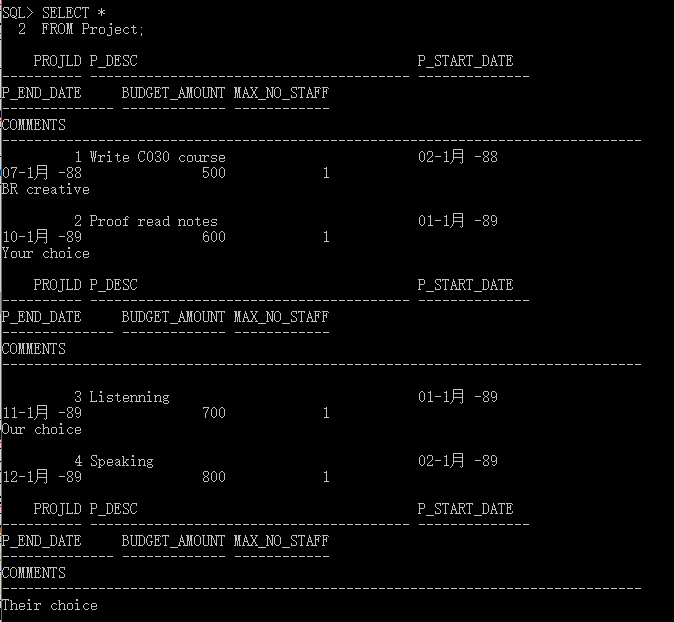 SQL> SELECT *
  2  FROM Project;
    PROJLD P_DESC                                   P_START_DATE
---------- ---------------------------------------- --------------
P_END_DATE     BUDGET_AMOUNT MAX_NO_STAFF
-------------- ------------- ------------
COMMENTS
--------------------------------------------------------------------------------
         1 Write C030 course                        02-1月 -88
07-1月 -88               500            1
BR creative
         2 Proof read notes                         01-1月 -89
10-1月 -89               600            1
Your choice
    PROJLD P_DESC                                   P_START_DATE
---------- ---------------------------------------- --------------
P_END_DATE     BUDGET_AMOUNT MAX_NO_STAFF
-------------- ------------- ------------
COMMENTS
--------------------------------------------------------------------------------
         3 Listenning                               01-1月 -89
11-1月 -89               700            1
Our choice
         4 Speaking                                 02-1月 -89
12-1月 -89               800            1
    PROJLD P_DESC                                   P_START_DATE
---------- ---------------------------------------- --------------
P_END_DATE     BUDGET_AMOUNT MAX_NO_STAFF
-------------- ------------- ------------
COMMENTS
--------------------------------------------------------------------------------
Their choice